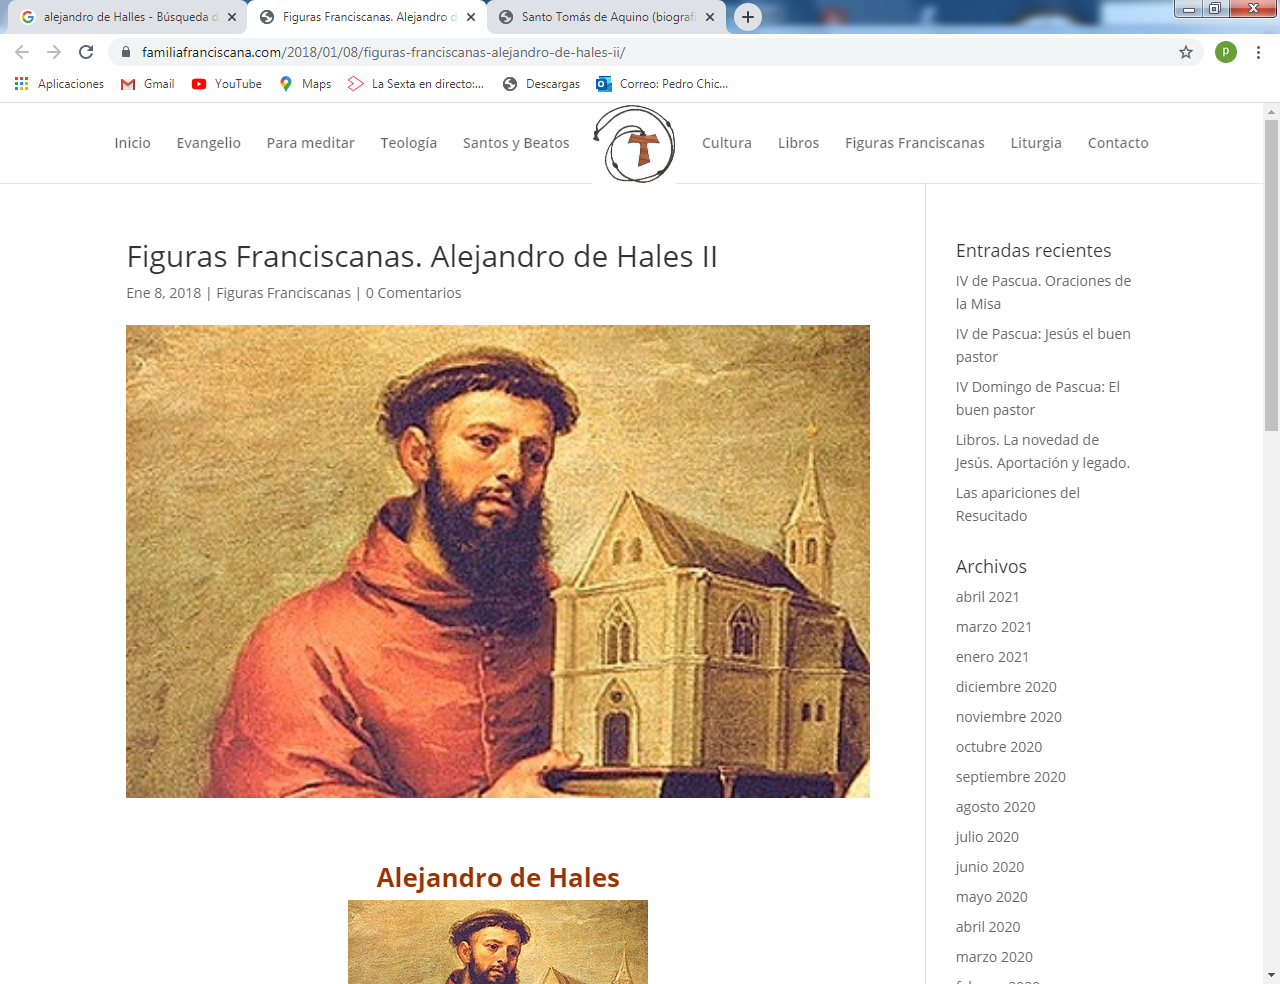 alejandro de Halles - Búsqueda d
Figuras Franciscanas. Alejandro d
Santo Tomás de Aquino (biografi
familiafranciscana.com/2018/01/08/figuras-franciscanas-alejandro-de-hales-ii/
P
Aplicaciones Gmail YouTube Maps La Sexta en directo:... Descargas Correo: Pedro Chic...
Inicio Evangelio Para meditar Teología Santos y Beatos Cultura Libros Figuras Franciscanas Liturgia Contacto
Figuras Franciscanas. Alejandro de Hales II
Ene 8, 2018 | Figuras Franciscanas | 0 Comentarios
Alejandro de Hales
Entradas recientes
IV de Pascua. Oraciones de
la Misa
IV de Pascua: Jesús el buen
pastor
IV Domingo de Pascua: El
buen pastor
Libros. La novedad de
Jesús. Aportación y legado.
Las apariciones del
Resucitado
Archivos
abril 2021
marzo 2021
enero 2021
diciembre 2020
noviembre 2020
octubre 2020
septiembre 2020
agosto 2020
julio 2020
junio 2020
mayo 2020
abril 2020
marzo 2020
febrero 2020